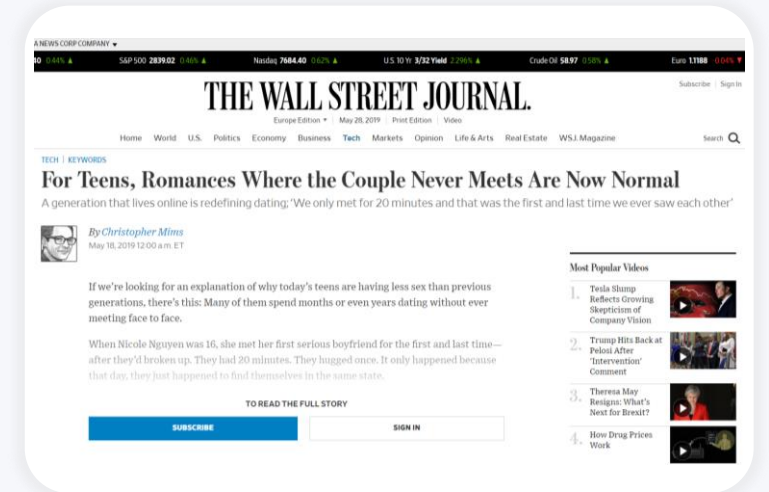 A NEWS CORP COMPANY
40 0.44% S&P 500 2839.02 0.46% Nasdaq 7684.40 0.62% U.S. 10 Yr 3/32 Yield 2.296% Crude Oil 58.97 0.58% Euro 1.1188 0.04%
Subscribe | Sign In
THE WALL STREET JOURNAL.
Europe Edition | May 28, 2019 | Print Edition | Video
Home World U.S. Politics Economy Business Tech Markets Opinion Life & Arts Real Estate WSJ. Magazine Search
TECH | KEYWORDS
For Teens, Romances Where the Couple Never Meets Are Now Normal
A generation that lives online is redefining dating; ‘We only met for 20 minutes and that was the first and last time we ever saw each other’
By Christopher Mims
May 18, 2019 12:00 a.m. ET
If we’re looking for an explanation of why today’s teens are having less sex than previous
generations, there’s this: Many of them spend months or even years dating without ever
meeting face to face.
When Nicole Nguyen was 16, she met her first serious boyfriend for the first and last time—
after they’d broken up. They had 20 minutes. They hugged once. It only happened because
that day, they just happened to find themselves in the same state.
TO READ THE FULL STORY
SUBSCRIBE
SIGN IN
Most Popular Videos
1. Tesla Slump
Reflects Growing
Skepticism of
Company Vision
2. Trump Hits Back at
Pelosi After
‘Intervention’
Comment
3. Theresa May
Resigns: What’s
Next for Brexit?
4. How Drug Prices
Work